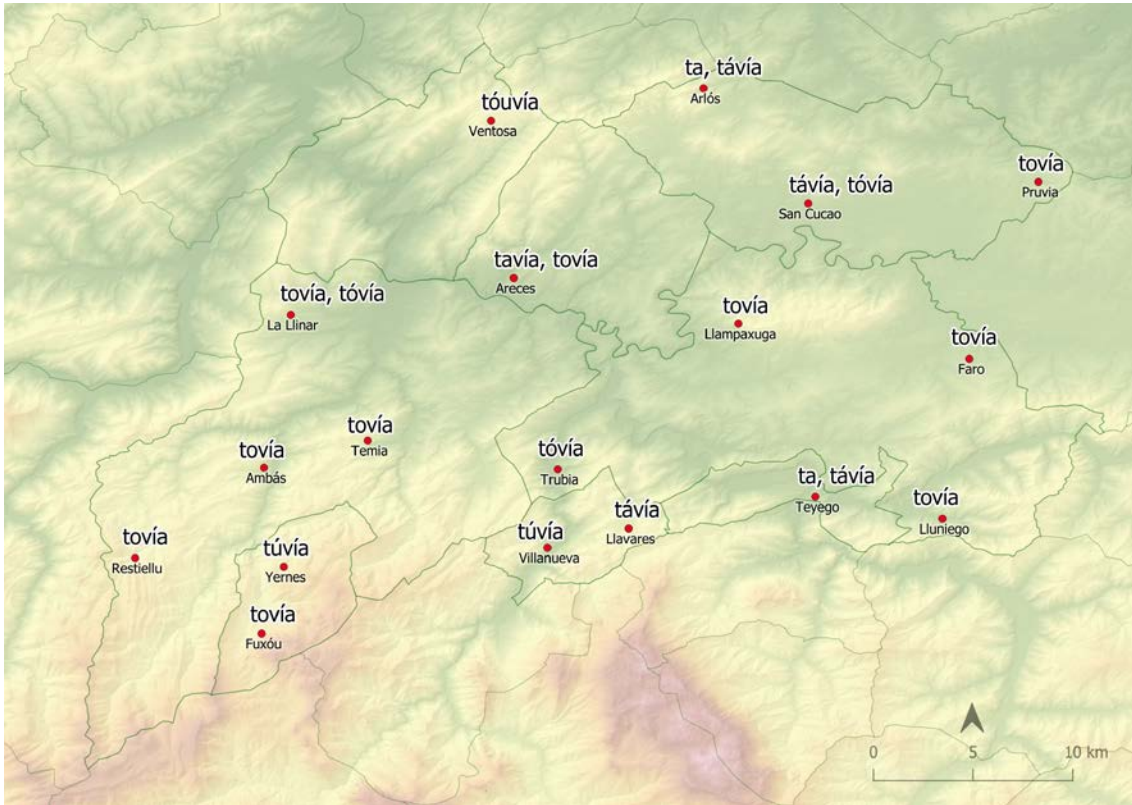 ta, távía
Arlós
tóuvía
Ventosa
tovía
Pruvia
távía, tóvía
San Cucao
tavía, tovía
Areces
tovía, tóvía
La Llinar
tovía
Llampaxuga
tovía
Faro
tovía
Temia
tovía
Ambás
tóvía
Trubia
ta, távía
Teyego
tovía
Lluniego
távía
Llavares
túvía
Villanueva
tovía
Restiellu
túvía
Yernes
tovía
Fuxóu
0 5 10 km